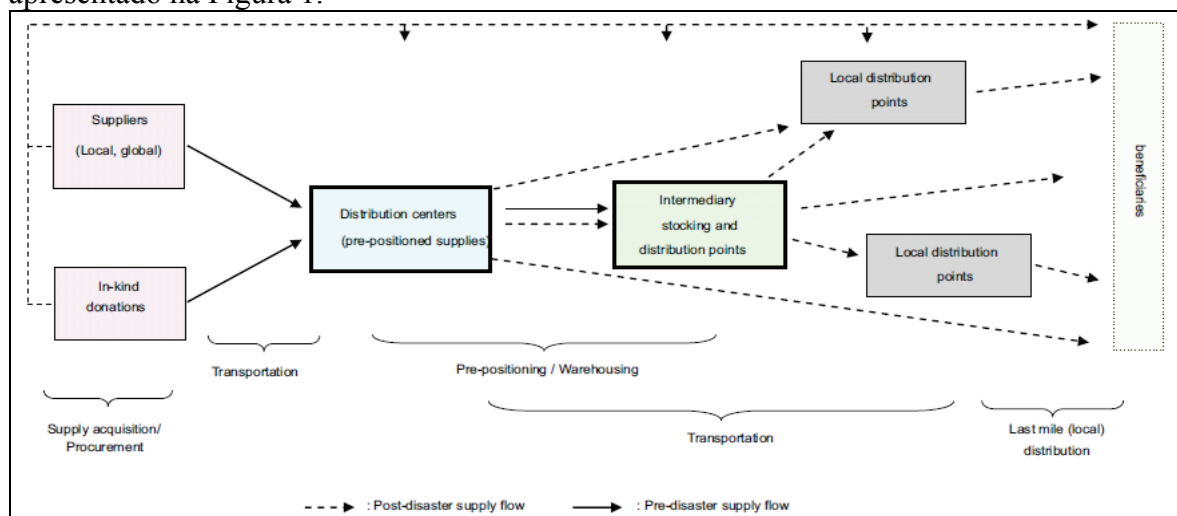 apresentado na Figura 1.
Local distribution
points
Suppliers
(Local, global)
Intermediary
stocking and
distribution points
Distribution centers
(pre-positioned supplies)
beneficiaries
Local distribution
points
In-kind
donations
Transportation
Pre-positioning / Warehousing
Supply acquisition/
Procurement
Transportation
Last mile (local)
distribution
: Post-disaster supply flow
: Pre-disaster supply flow